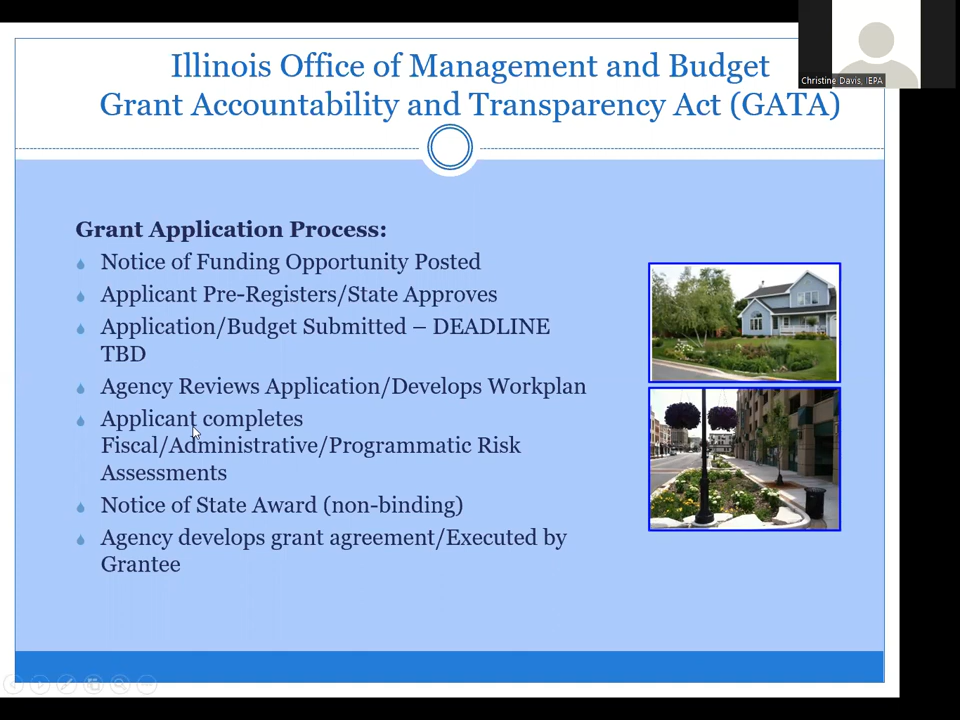 Illinois Office of Management and Budget
Grant Accountability and Transparency Act (GATA)
Christine Davis, IEPA
Grant Application Process:
Notice of Funding Opportunity Posted
Applicant Pre-Registers/State Approves
Application/Budget Submitted – DEADLINE
TBD
Agency Reviews Application/Develops Workplan
Applicant completes
Fiscal/Administrative/Programmatic Risk
Assessments
Notice of State Award (non-binding)
Agency develops grant agreement/Executed by
Grantee